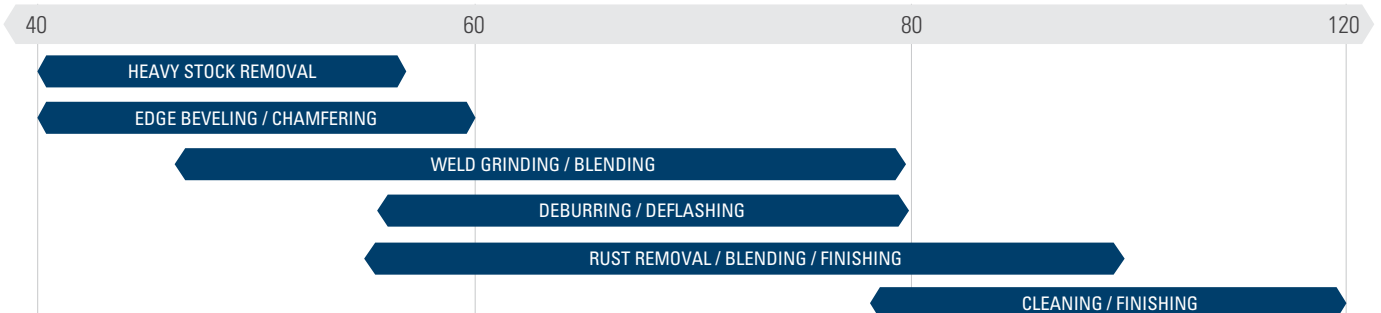 40 60 80 120
HEAVY STOCK REMOVAL
EDGE BEVELING / CHAMFERING
WELD GRINDING / BLENDING
DEBURRING / DEFLASHING
RUST REMOVAL / BLENDING / FINISHING
CLEANING / FINISHING